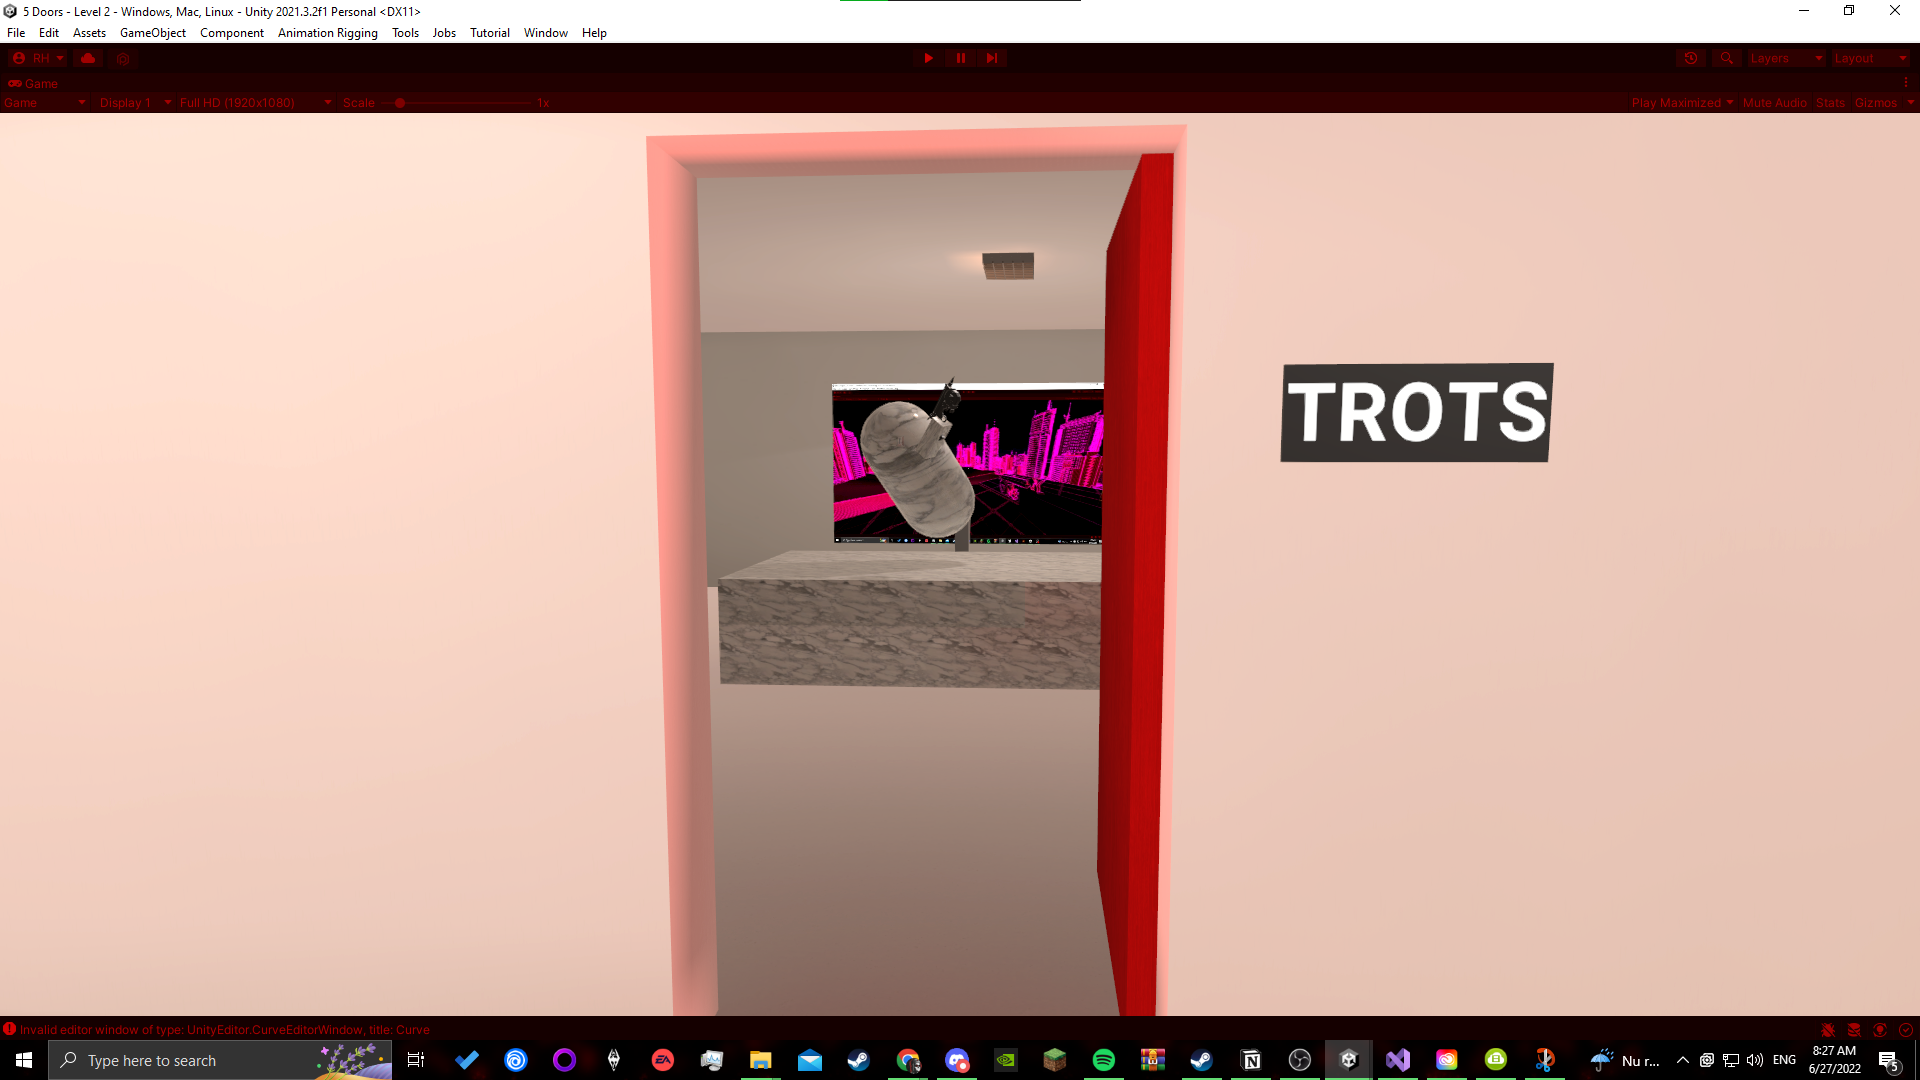 5 Doors - Level 2 - Windows, Mac, Linux - Unity 2021.3.2f1 Personal <DX11>
File Edit Assets GameObject Component Animation Rigging Tools Jobs Tutorial Window Help
RH Layers Layout
Game
Game Display 1 Full HD (1920x1080) Scale 1x Play Maximized Mute Audio Stats Gizmos
TROTS
Invalid editor window of type: UnityEditor.CurveEditorWindow, title: Curve
Type here to search
Nu r... ENG
8:27 AM
6/27/2022
5